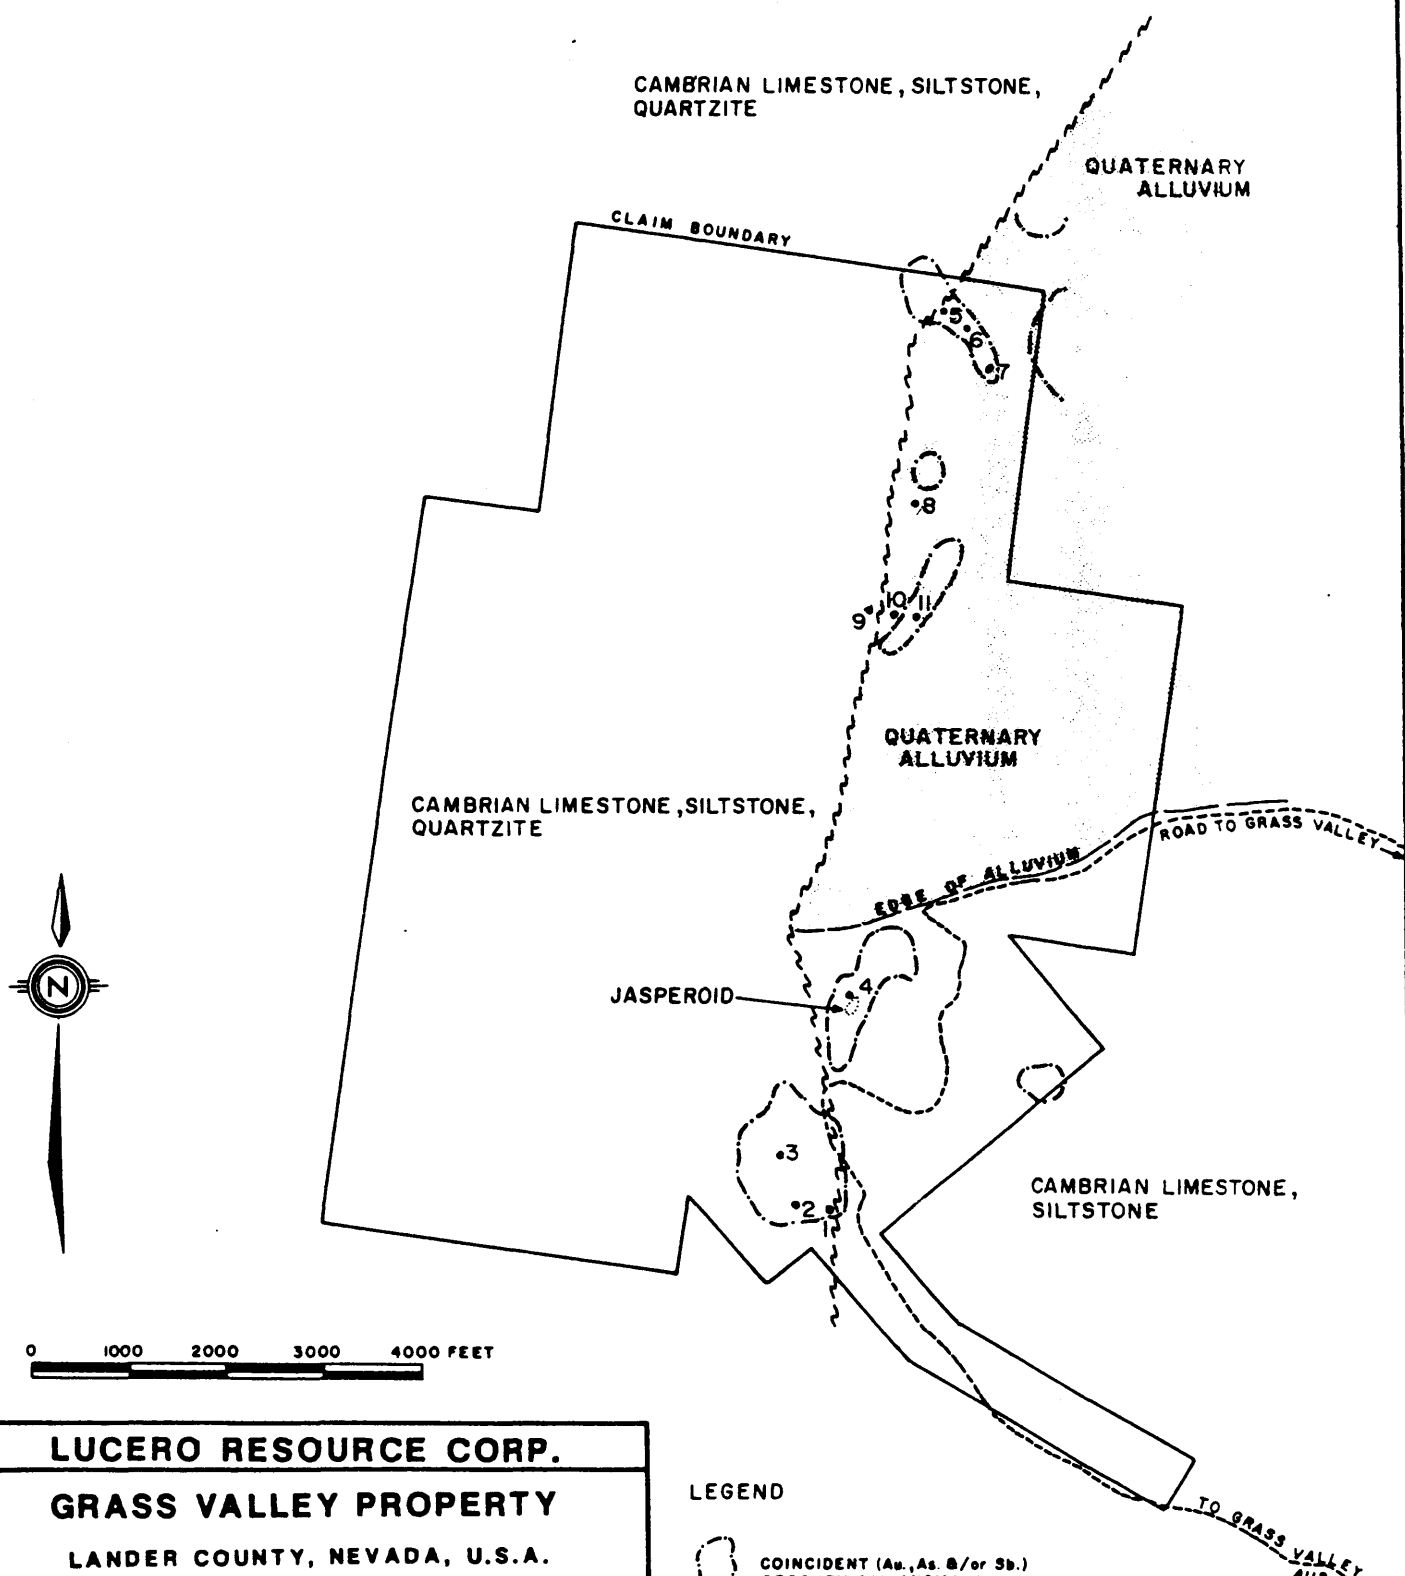 CAMBRIAN LIMESTONE, SILTSTONE,
QUARTZITE
QUATERNARY
ALLUVIUM
CLAIM BOUNDARY
5
6
7
8
9
10
11
QUATERNARY
ALLUVIUM
CAMBRIAN LIMESTONE, SILTSTONE,
QUARTZITE
ROAD TO GRASS VALLEY
EDGE OF ALLUVIUM
N
JASPEROID
4
3
2
1
CAMBRIAN LIMESTONE,
SILTSTONE
0 1000 2000 3000 4000 FEET
LUCERO RESOURCE CORP.
GRASS VALLEY PROPERTY
LANDER COUNTY, NEVADA, U.S.A.
LEGEND
COINCIDENT (Au., As. &/or Sb.)
TO GRASS VALLEY